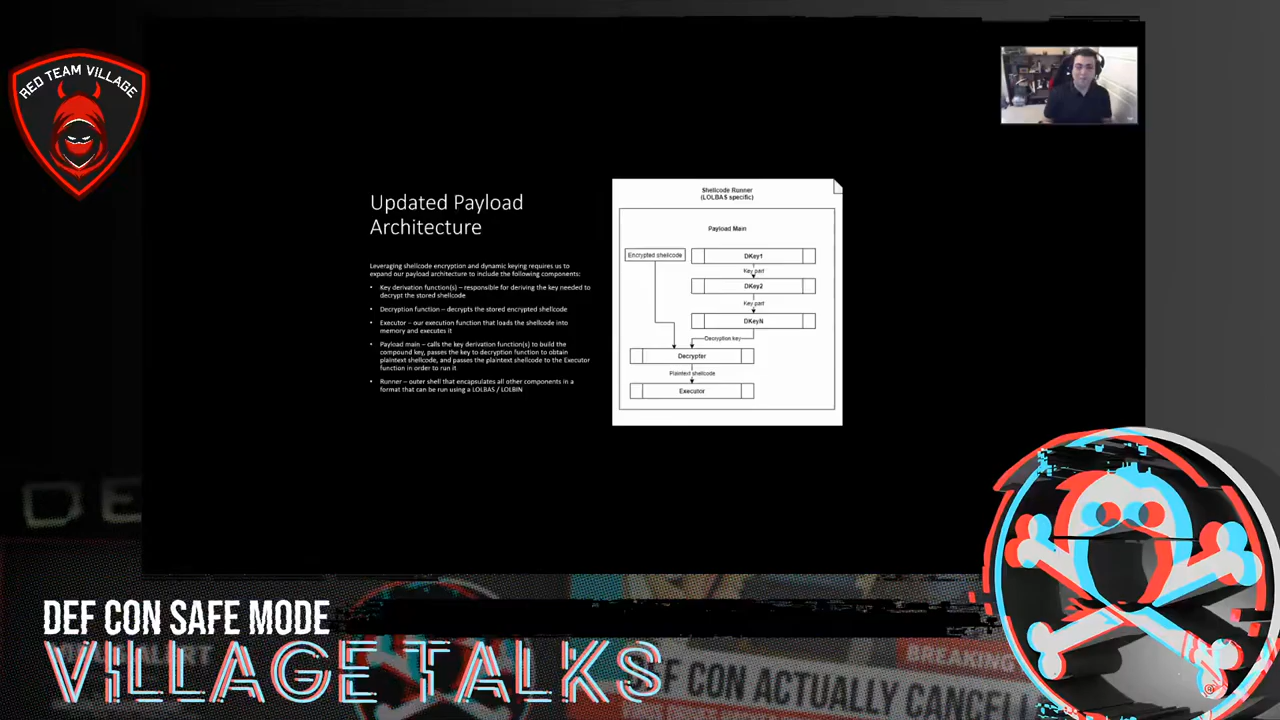 RED TEAM VILLAGE
Updated Payload
Architecture
Leveraging shellcode encryption and dynamic keying requires us to
expand our payload architecture to include the following components:
• Key derivation function(s) – responsible for deriving the key needed to
decrypt the stored shellcode
• Decryption function – decrypts the stored encrypted shellcode
• Executor – our execution function that loads the shellcode into
memory and executes it
• Payload main – calls the key derivation function(s) to build the
compound key, passes the key to decryption function to obtain
plaintext shellcode, and passes the plaintext shellcode to the Executor
function in order to run it
• Runner – outer shell that encapsulates all other components in a
format that can be run using a LOLBAS / LOLBIN
Shellcode Runner
(LOLBAS specific)
Payload Main
Encrypted shellcode
DKey1
Key part
DKey2
Key part
DKeyN
Decryption key
Decrypter
Plaintext shellcode
Executor
DE
DEF CON SAFE MODE
VILLAGE TALKS
BREAKING
DEF CON ACTUALLY CANCELL